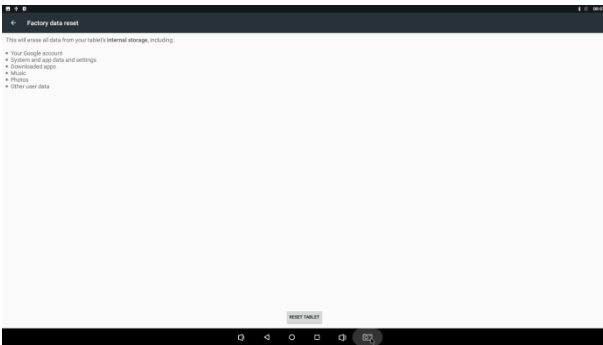 Factory data reset
This will erase all data from your tablet's internal storage, including:
• Your Google account
• System and app data and settings
• Downloaded apps
• Music
• Photos
• Other user data
RESET TABLET